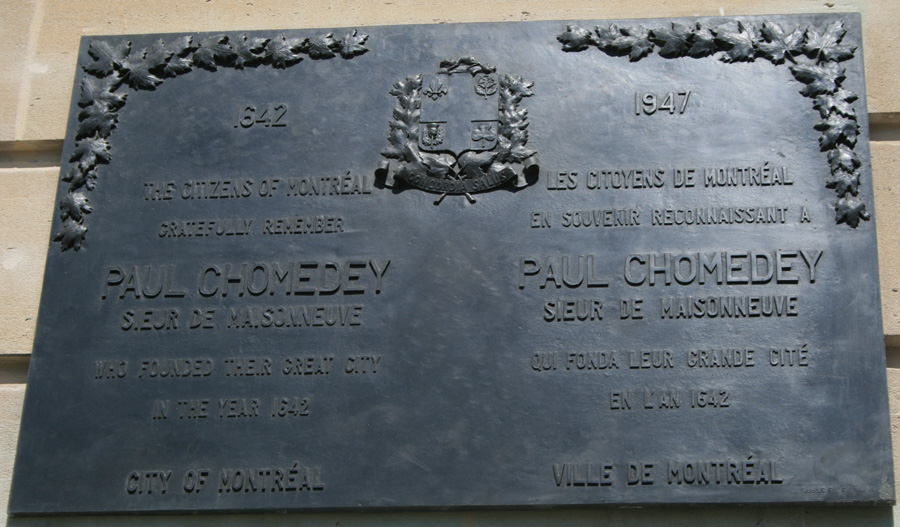 1642
THE CITIZENS OF MONTRÉAL
GRATEFULLY REMEMBER
PAUL CHOMEDEY
SIEUR DE MAISONNEUVE
WHO FOUNDED THEIR GREAT CITY
IN THE YEAR 1642
CITY OF MONTRÉAL
1947
LES CITOYENS DE MONTRÉAL
EN SOUVENIR RECONNAISSANT A
PAUL CHOMEDEY
SIEUR DE MAISONNEUVE
QUI FONDA LEUR GRANDE CITÉ
EN L'AN 1642
VILLE DE MONTRÉAL